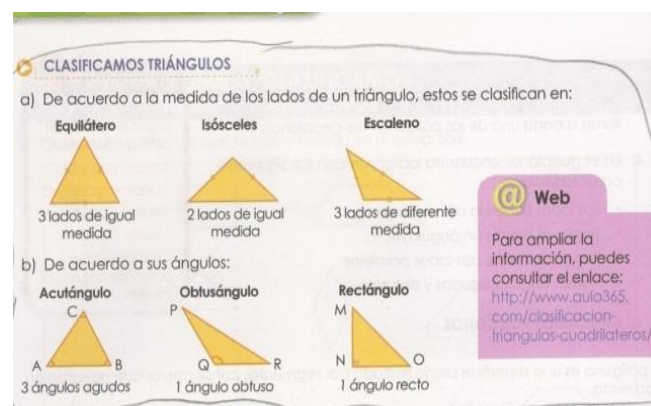 CLASIFICAMOS TRIÁNGULOS
a) De acuerdo a la medida de los lados de un triángulo, estos se clasifican en:
Equilátero
3 lados de igual
medida
Isósceles
2 lados de igual
medida
Escaleno
3 lados de diferente
medida
b) De acuerdo a sus ángulos:
Acutángulo
C
A
B
3 ángulos agudos
Obtusángulo
P
Q
R
1 ángulo obtuso
Rectángulo
M
N
O
1 ángulo recto
@ Web
Para ampliar la
información, puedes
consultar el enlace:
http://www.aula365.
com/clasificacion-
triangulos-cuadrilateros/